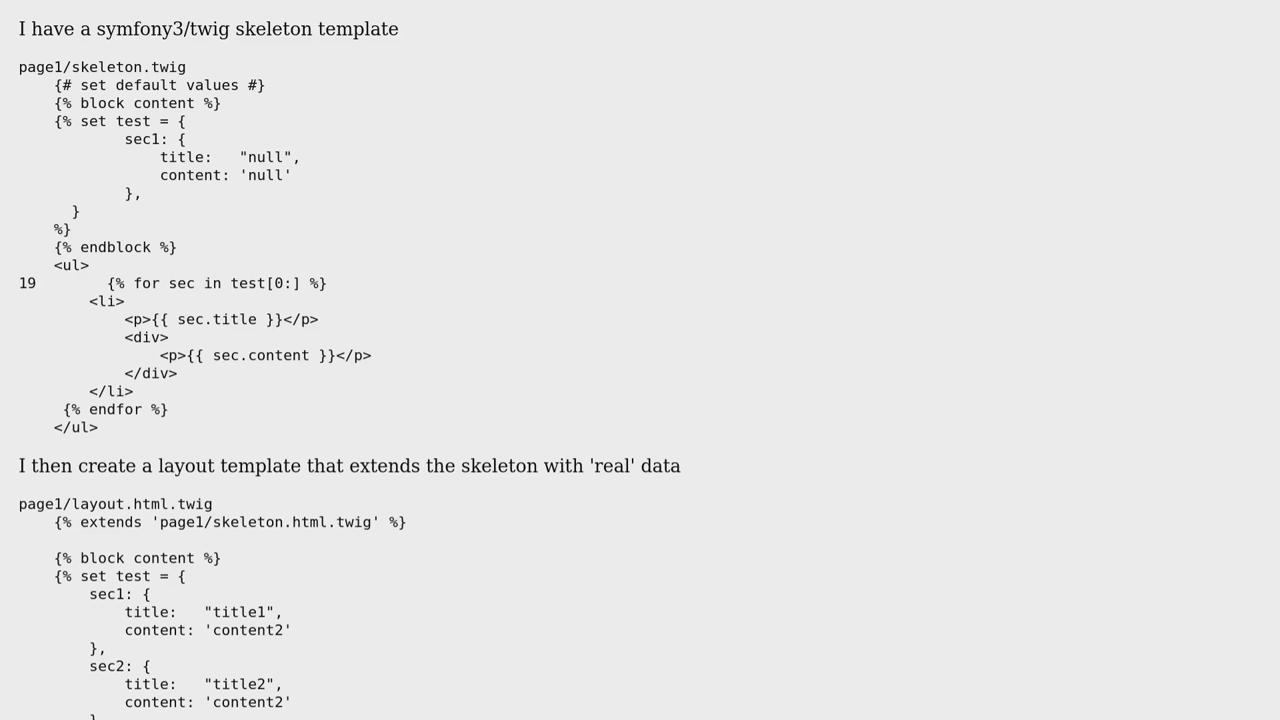 I have a symfony3/twig skeleton template
page1/skeleton.twig
    {# set default values #}
    {% block content %}
    {% set test = {
            sec1: {
                title:   "null",
                content: 'null'
            },
      }
    %}
    {% endblock %}
    <ul>
19        {% for sec in test[0:] %}
        <li>
            <p>{{ sec.title }}</p>
            <div>
                <p>{{ sec.content }}</p>
            </div>
        </li>
     {% endfor %}
    </ul>
I then create a layout template that extends the skeleton with 'real' data
page1/layout.html.twig
    {% extends 'page1/skeleton.html.twig' %}
    {% block content %}
    {% set test = {
        sec1: {
            title:   "title1",
            content: 'content2'
        },
        sec2: {
            title:   "title2",
            content: 'content2'
        }